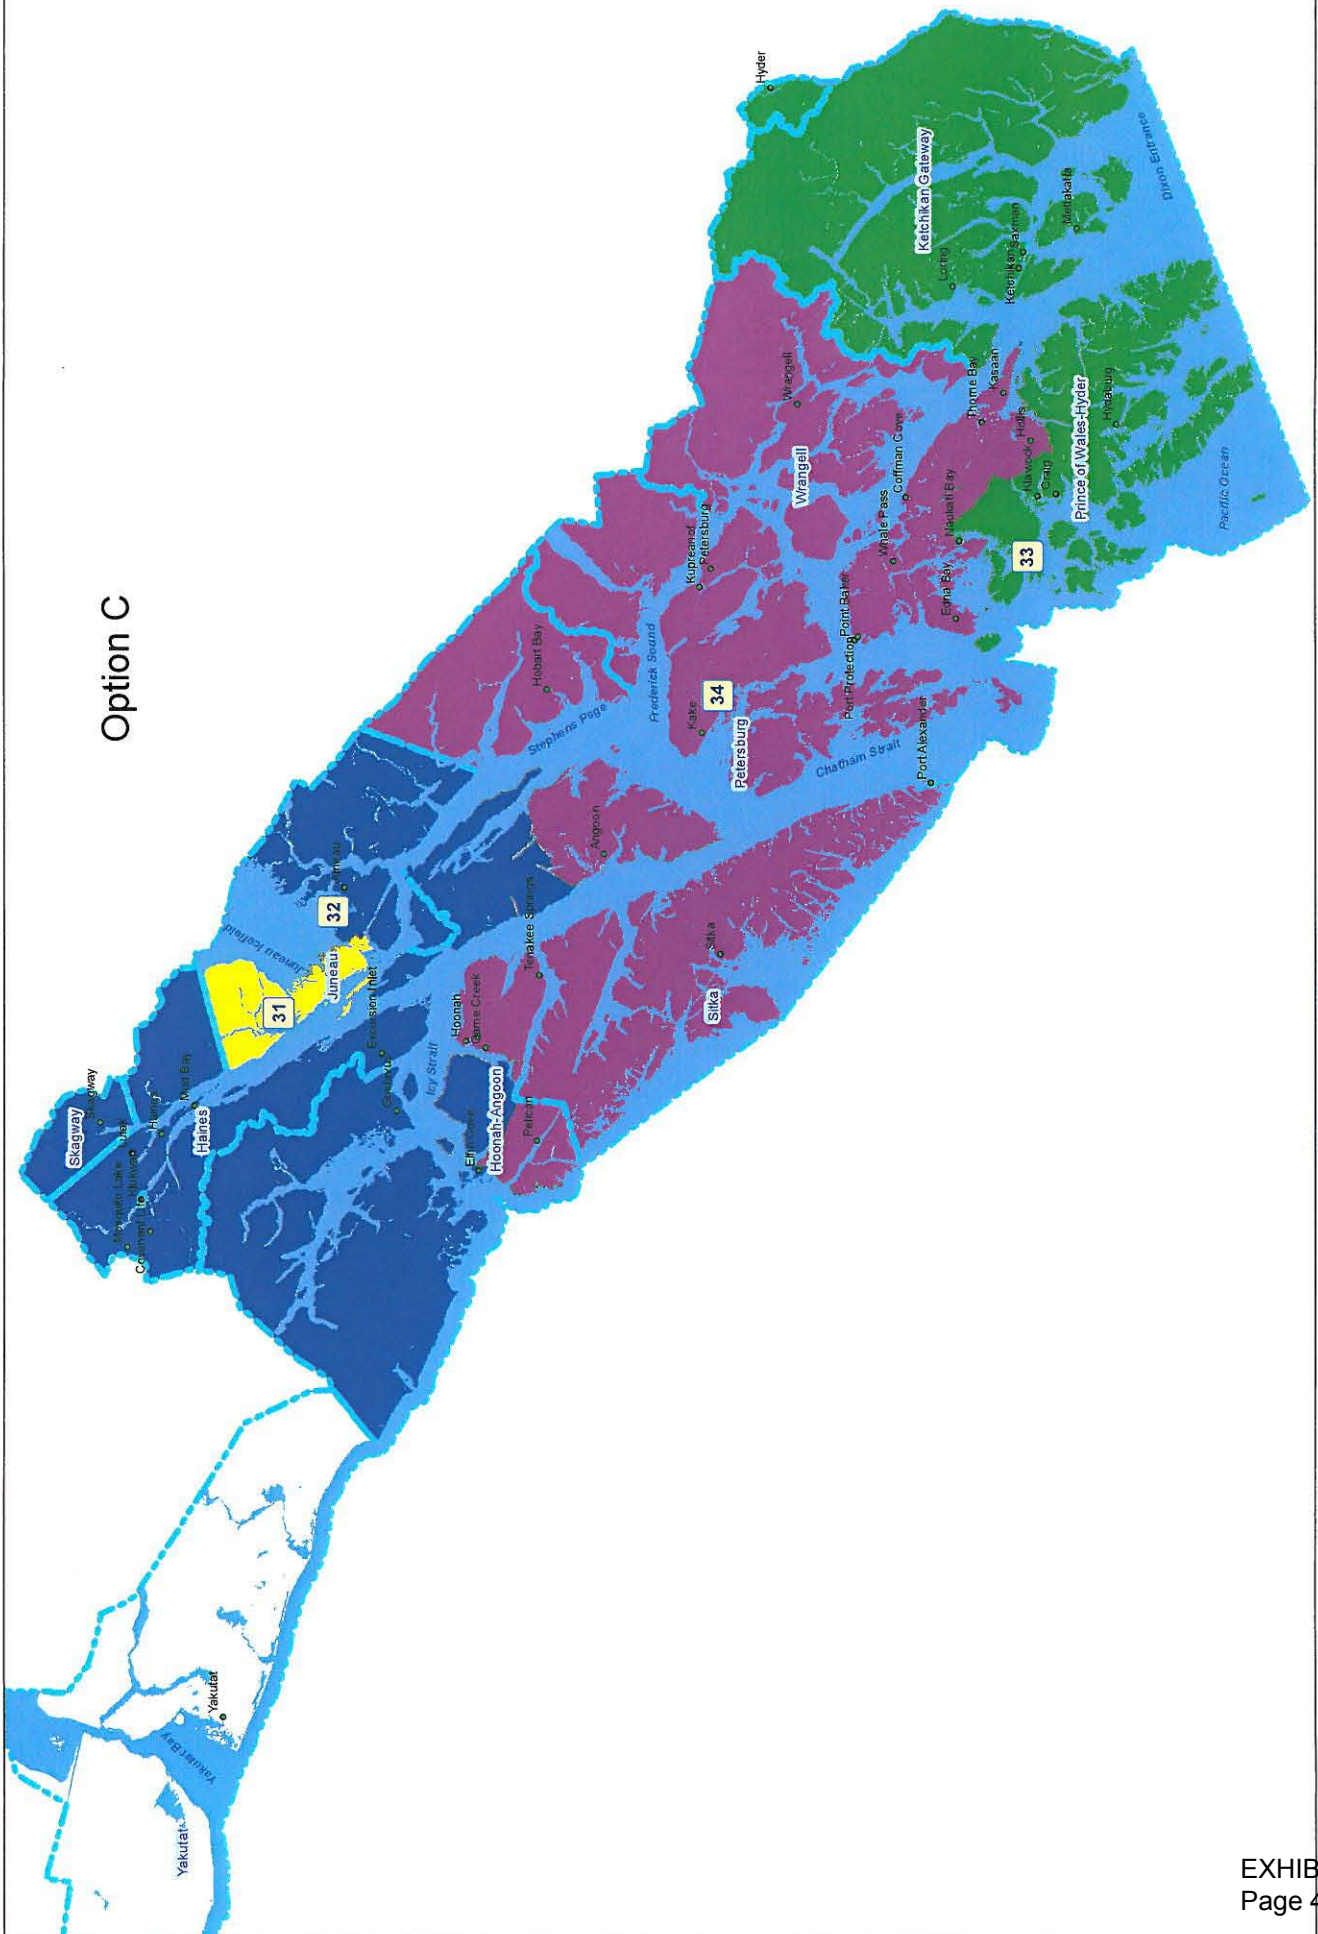 Option C
Hyder
Ketchikan Gateway
Dixon Entrance
Metlakatla
Saxman
Ketchikan
Loring
Wrangell
Wrangell
Thorne Bay
Kasaan
Hollis
Klawock
Craig
Prince of Wales-Hyder
Hydaburg
Pacific Ocean
Coffman Cove
Whale Pass
Naukati Bay
Edna Bay
33
Kupreanof
Petersburg
Point Baker
Port Protection
Hobart Bay
Frederick Sound
Stephens Psge
Kake
34
Petersburg
Chatham Strait
Port Alexander
Angoon
Juneau
32
Juneau Icefield
Juneau
31
Tenakee Springs
Sitka
Sitka
Excursion Inlet
Hoonah
Game Creek
Icy Strait
Gustavus
Hoonah-Angoon
Elfin Cove
Pelican
Skagway
Skagway
Mud Bay
Haines
Haines
Lutak
Klukwan
Mosquito Lake
Covenant Life
Yakutat
Yakutat Bay
Yakutat
EXHIB
Page 4